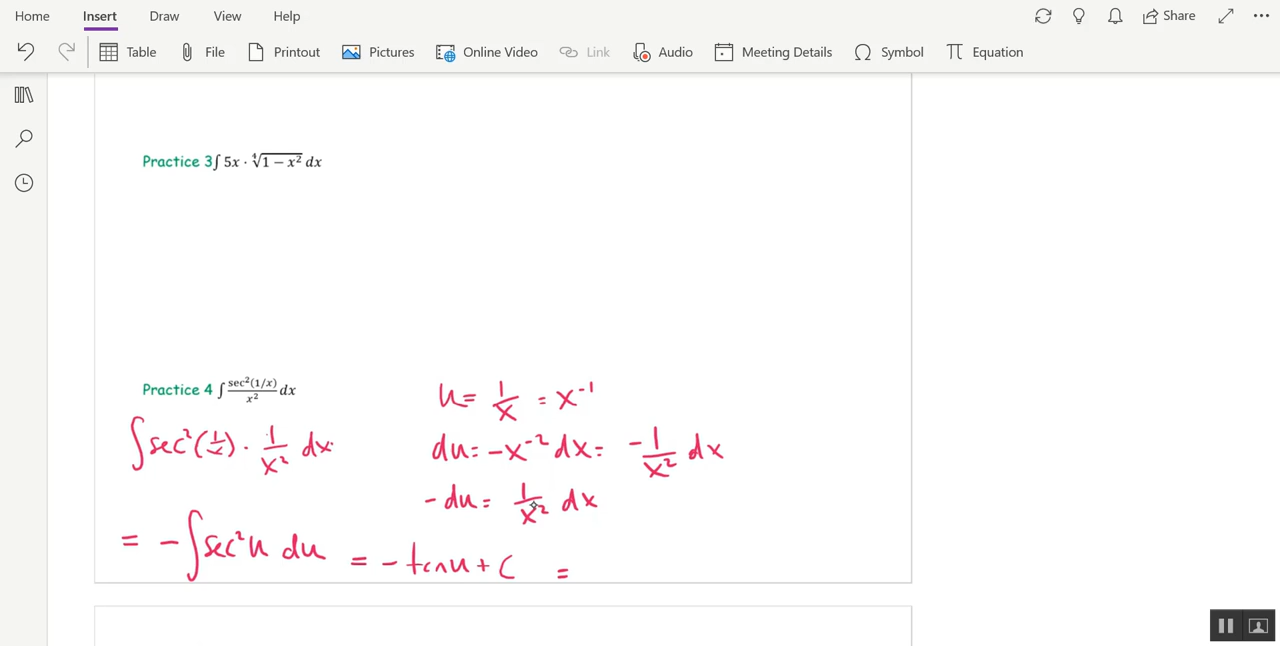 Home Insert Draw View Help Share
Table File Printout Pictures Online Video Link Audio Meeting Details Symbol Equation
Practice 3 ∫ 5x · ∜(1 − x²) dx
Practice 4 ∫ sec²(1/x)/x² dx
u = 1/x = x⁻¹
∫ sec²(1/x) · 1/x² dx
du = −x⁻² dx = −1/x² dx
−du = 1/x² dx
= −∫ sec²u du = −tanu + C =